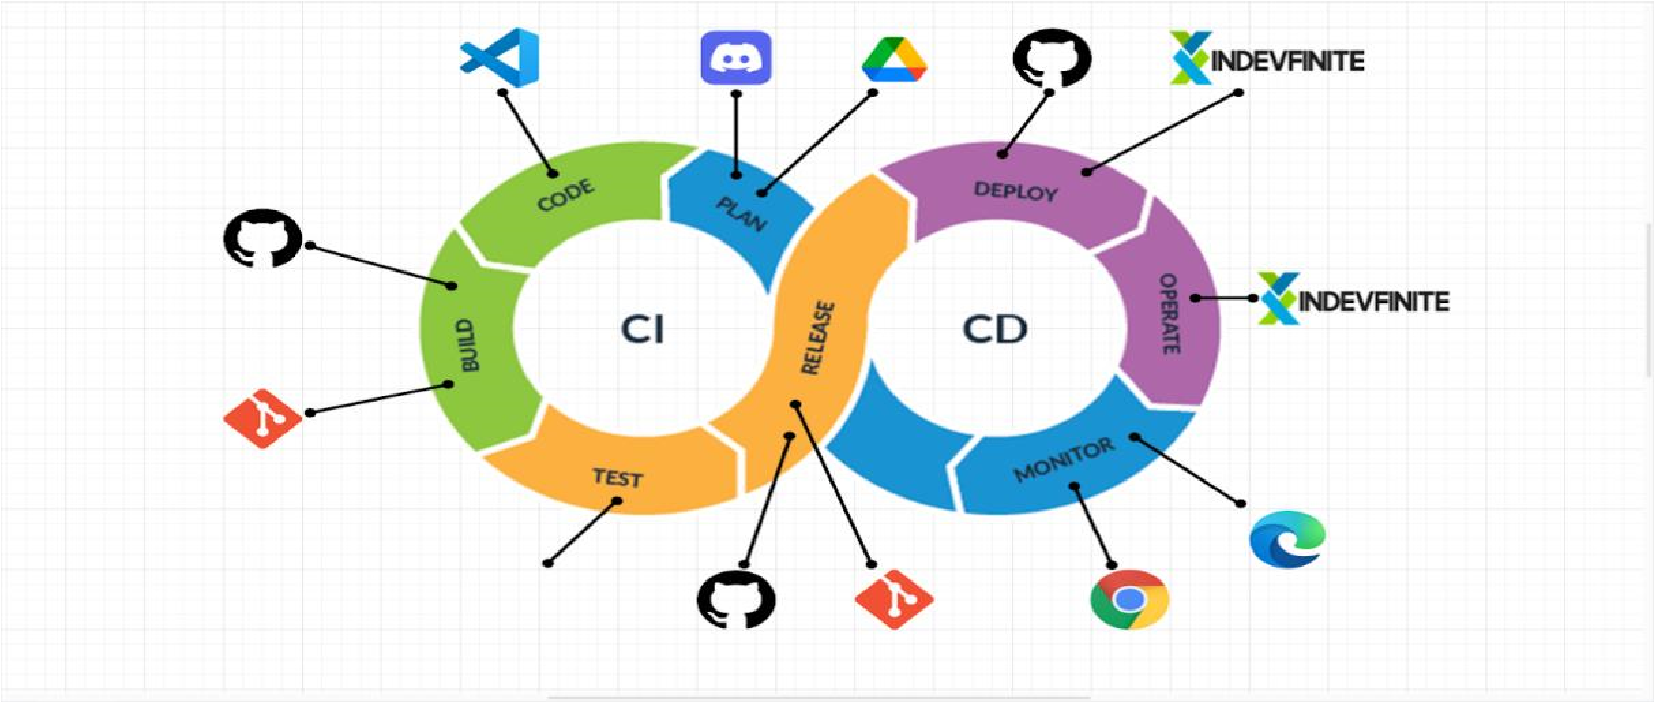 INDEVFINITE
CODE
PLAN
DEPLOY
BUILD
CI
RELEASE
CD
OPERATE
INDEVFINITE
TEST
MONITOR